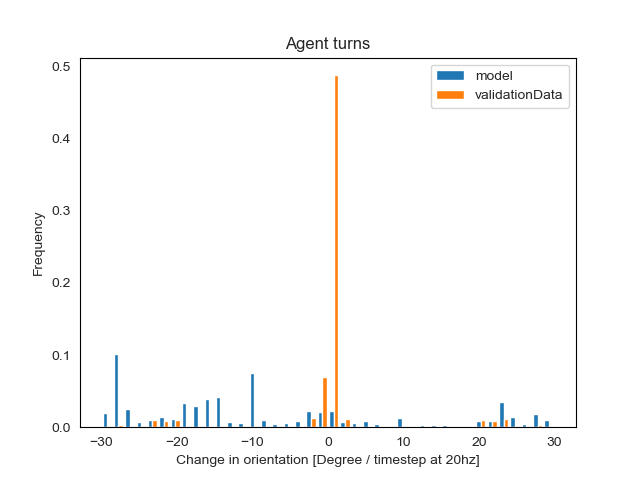 Agent turns
model
validationData
0.5
0.4
0.3
0.2
0.1
0.0
Frequency
−30 −20 −10 0 10 20 30
Change in orientation [Degree / timestep at 20hz]